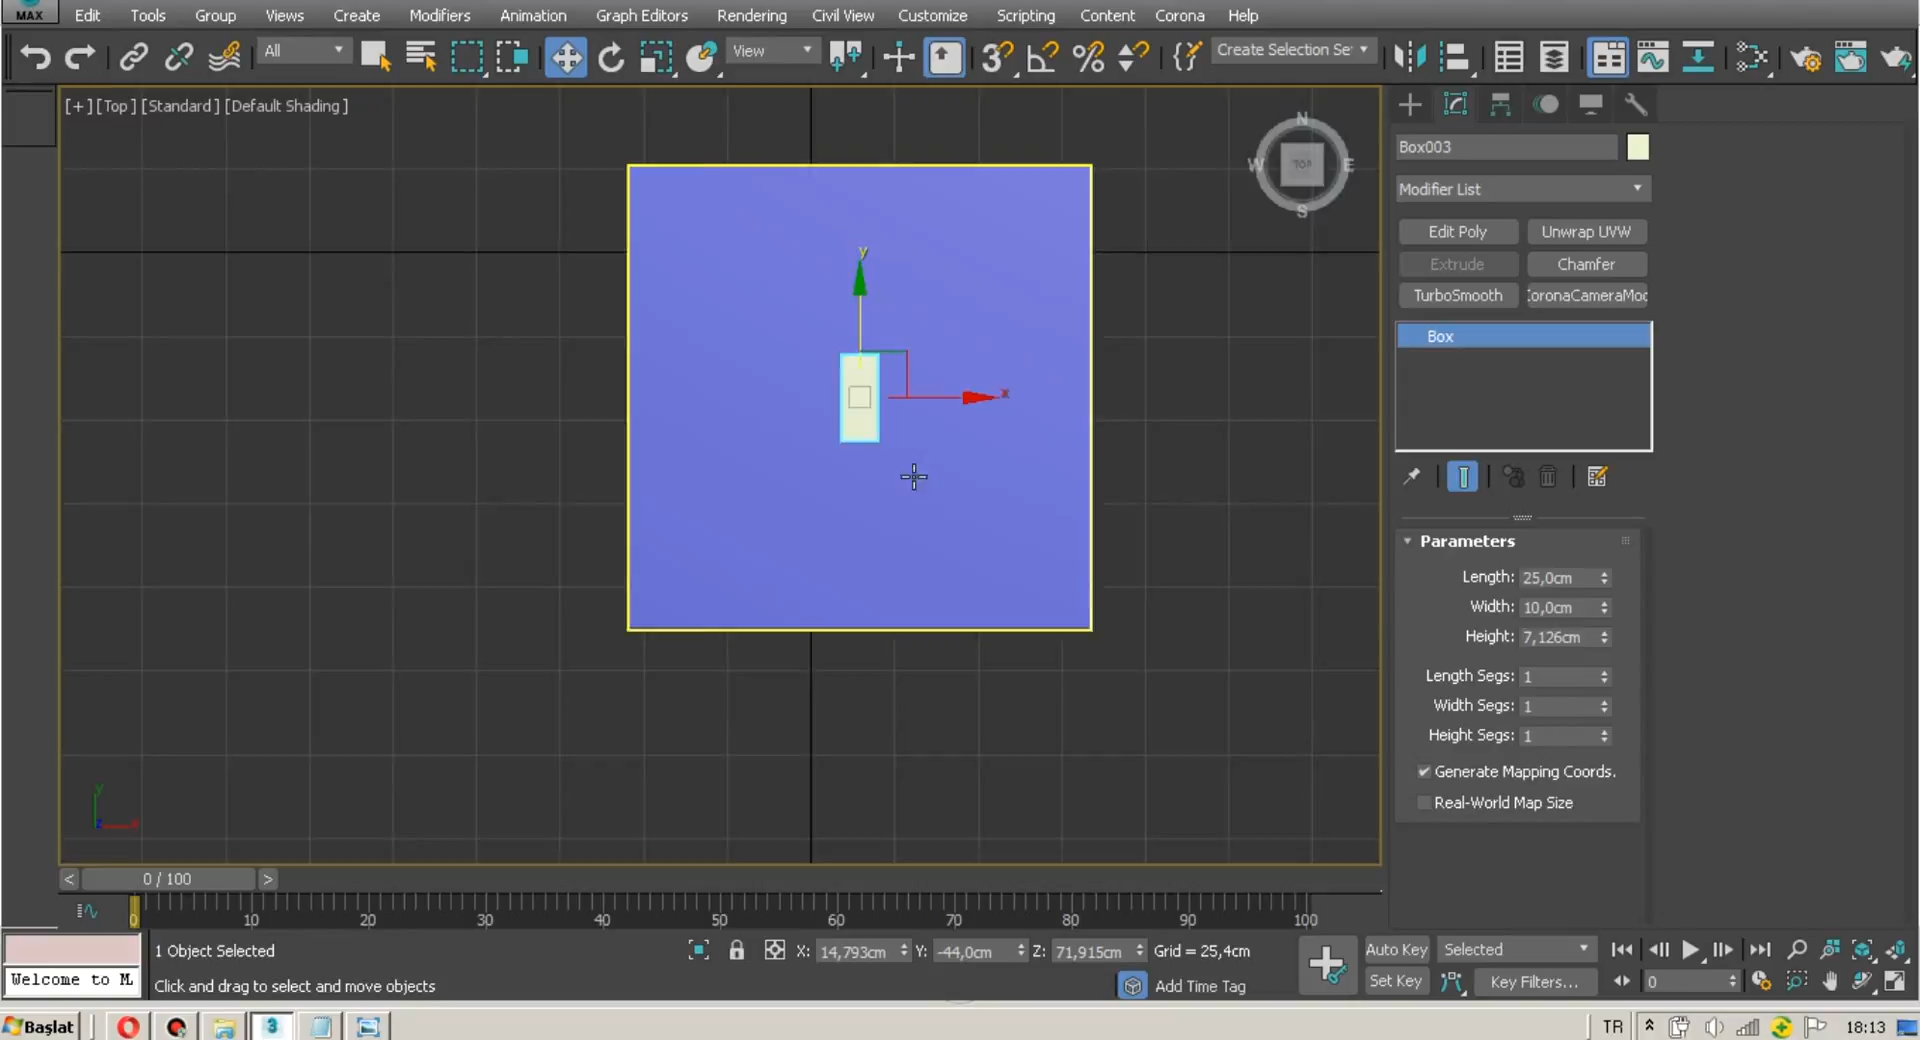 MAX Edit Tools Group Views Create Modifiers Animation Graph Editors Rendering Civil View Customize Scripting Content Corona Help
All View Create Selection Se
[+] [Top] [Standard] [Default Shading]
N
W TOP E
S
Box003
Modifier List
Edit Poly Unwrap UVW
Extrude Chamfer
TurboSmooth CoronaCameraMod
Box
y
x
Parameters
Length: 25,0cm
Width: 10,0cm
Height: 7,126cm
Length Segs: 1
Width Segs: 1
Height Segs: 1
Generate Mapping Coords.
Real-World Map Size
y
z x
< 0 / 100 >
0 10 20 30 40 50 60 70 80 90 100
1 Object Selected X: 14,793cm Y: -44,0cm Z: 71,915cm Grid = 25,4cm Auto Key Selected
Welcome to M. Click and drag to select and move objects Add Time Tag Set Key Key Filters... 0
Başlat 3 TR 18:13